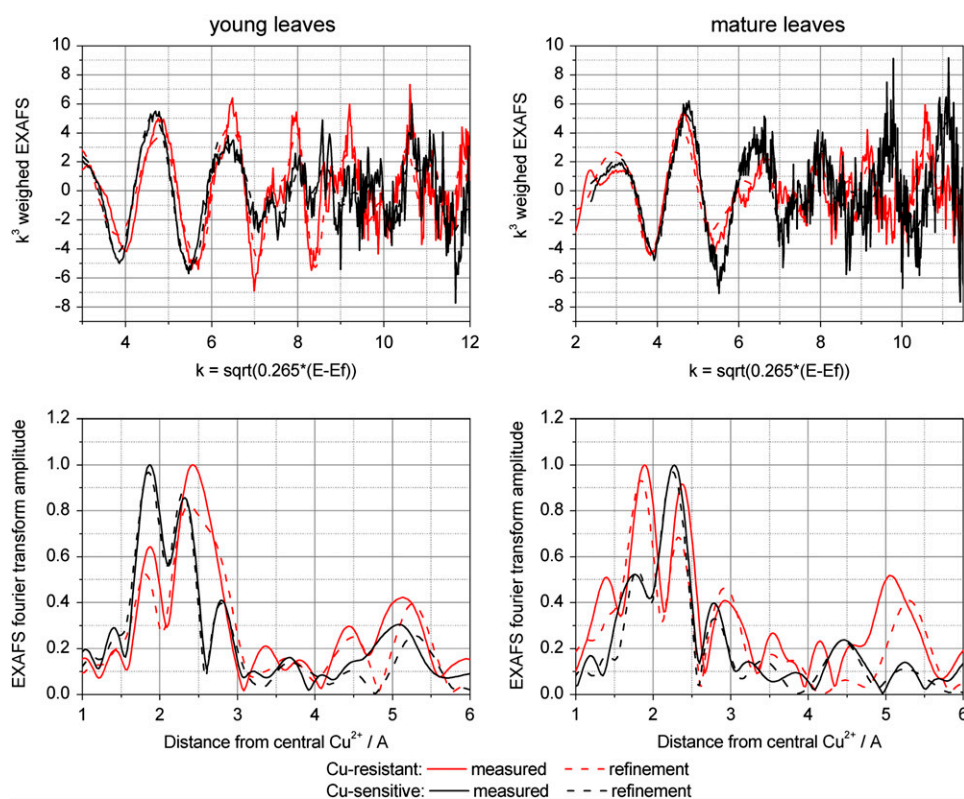 young leaves
mature leaves
k³ weighed EXAFS
10
8
6
4
2
0
-2
-4
-6
-8
4 6 8 10 12
k = sqrt(0.265*(E-Ef))
k³ weighed EXAFS
10
8
6
4
2
0
-2
-4
-6
-8
2 4 6 8 10
k = sqrt(0.265*(E-Ef))
EXAFS fourier transform amplitude
1.2
1.0
0.8
0.6
0.4
0.2
0.0
1 2 3 4 5 6
Distance from central Cu²⁺ / A
EXAFS fourier transform amplitude
1.2
1.0
0.8
0.6
0.4
0.2
0.0
1 2 3 4 5 6
Distance from central Cu²⁺ / A
Cu-resistant: measured refinement
Cu-sensitive: measured refinement